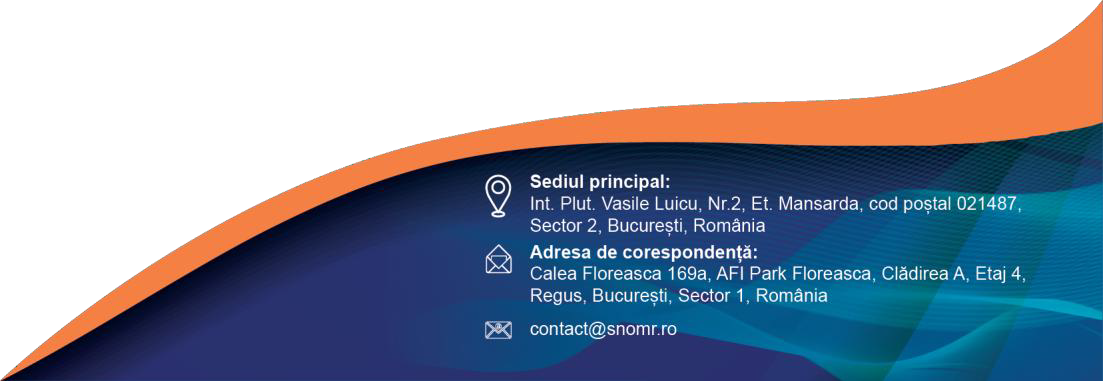 Sediul principal:
Int. Plut. Vasile Luicu, Nr.2, Et. Mansarda, cod poștal 021487,
Sector 2, București, România
Adresa de corespondență:
Calea Floreasca 169a, AFI Park Floreasca, Clădirea A, Etaj 4,
Regus, București, Sector 1, România
contact@snomr.ro